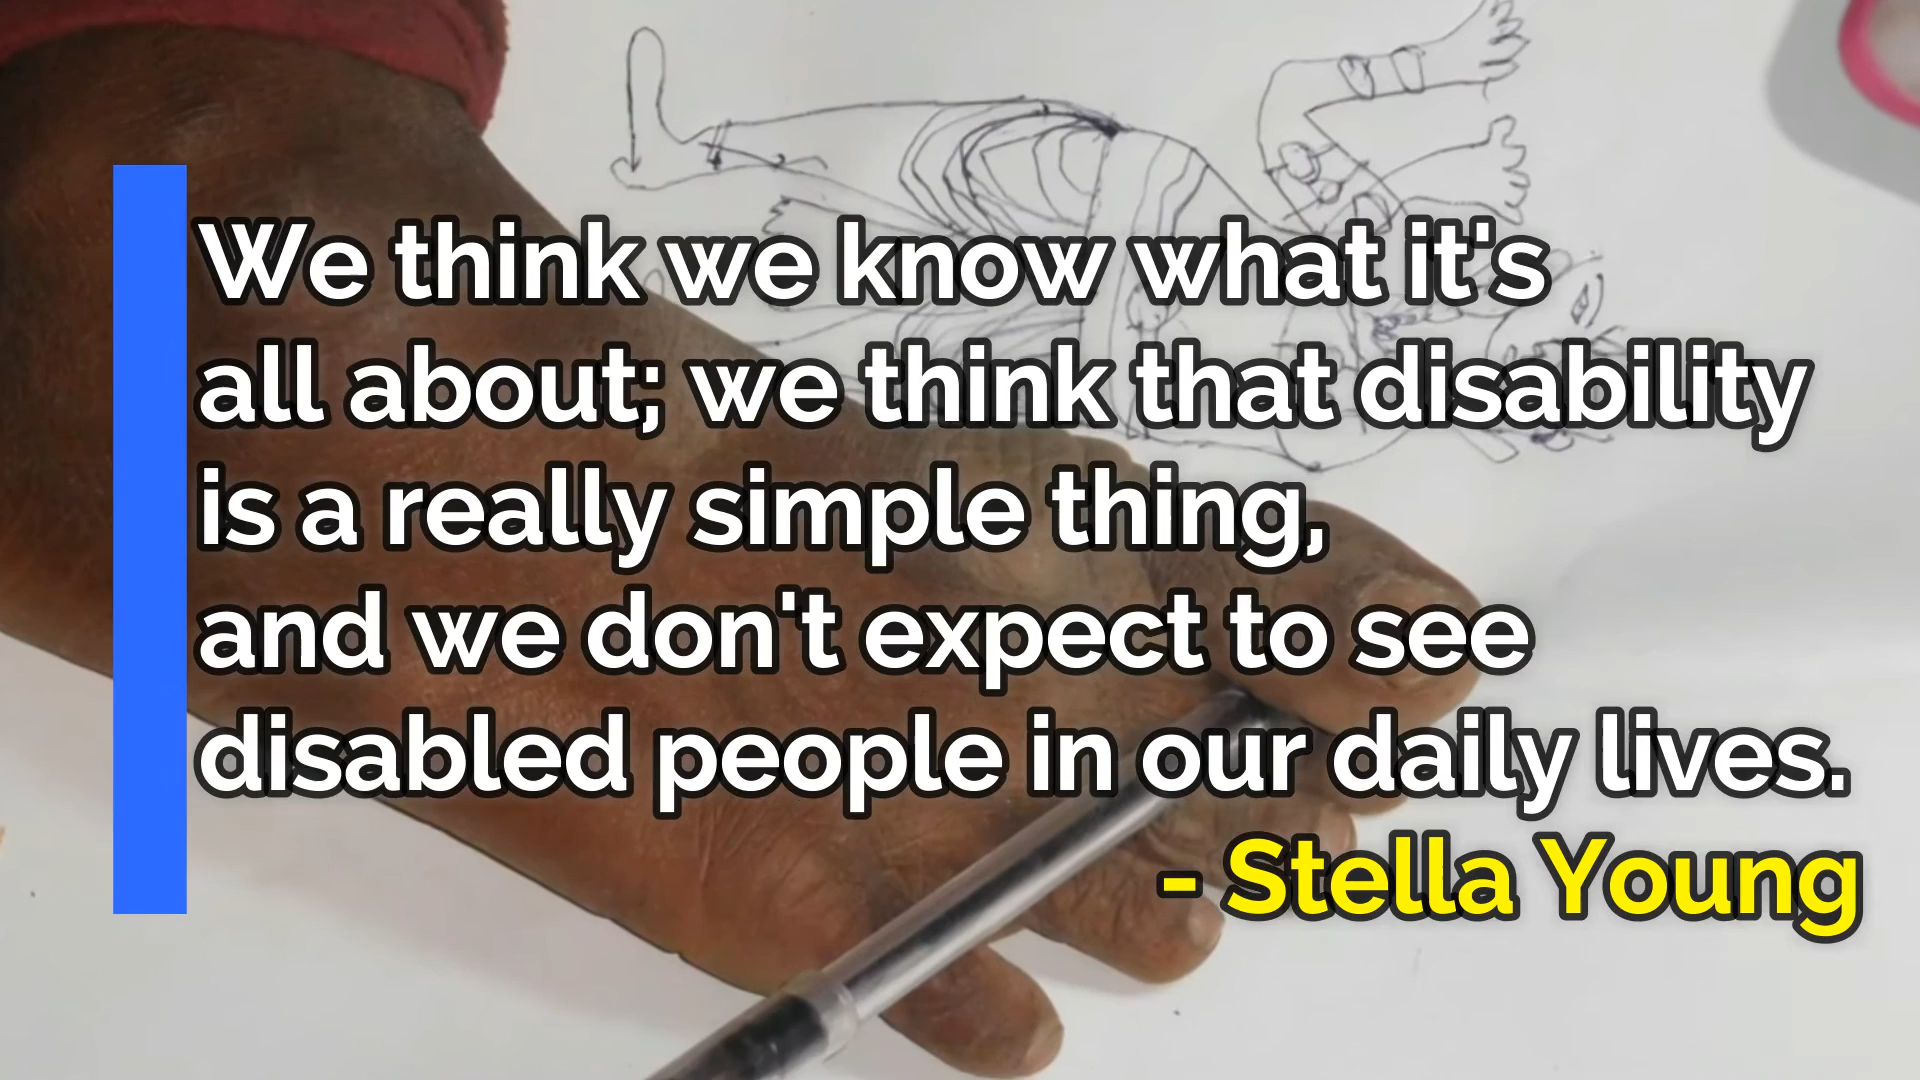 We think we know what it's
all about; we think that disability
is a really simple thing,
and we don't expect to see
disabled people in our daily lives.
- Stella Young